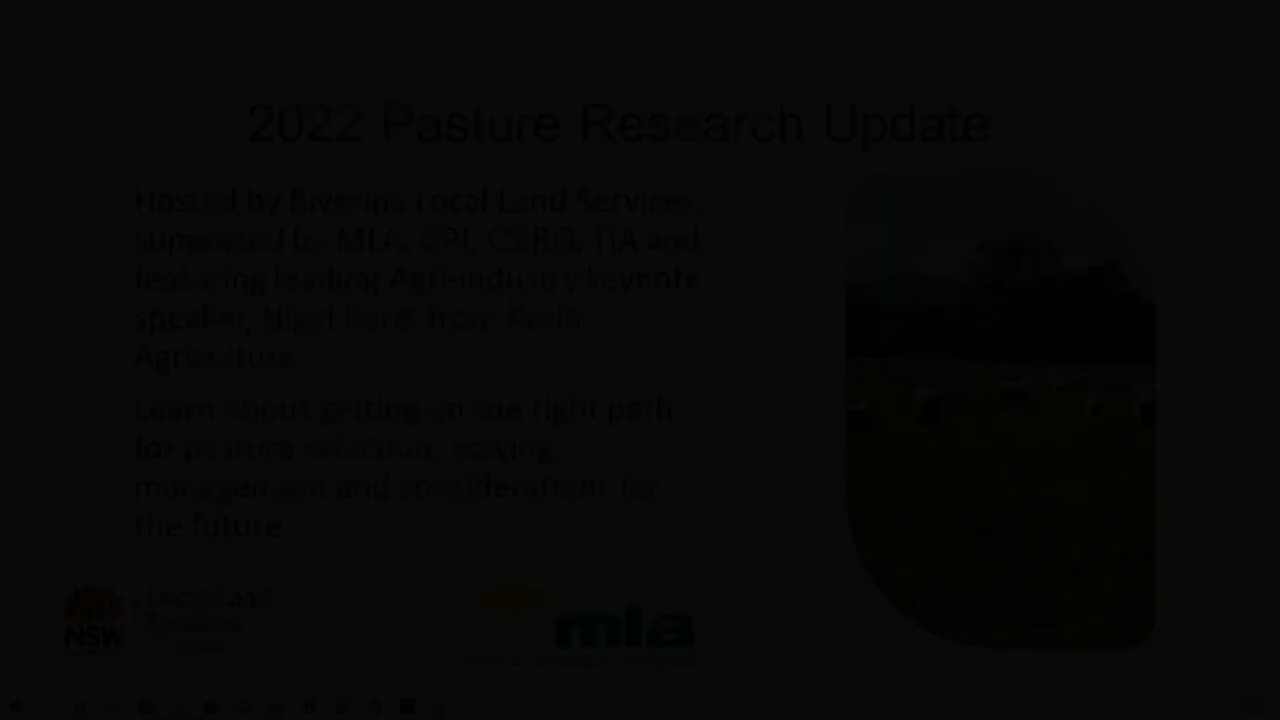 2022 Pasture Research Update
Hosted by Riverina Local Land Services,
supported by MLA, DPI, CSIRO, TIA and
featuring leading Agri-industry keynote
speaker, Nigel Kerin from Kerin
Agriculture.
Learn about getting on the right path
for pasture selection, sowing
management and considerations for
the future.
NSW
Local Land
Services
mla